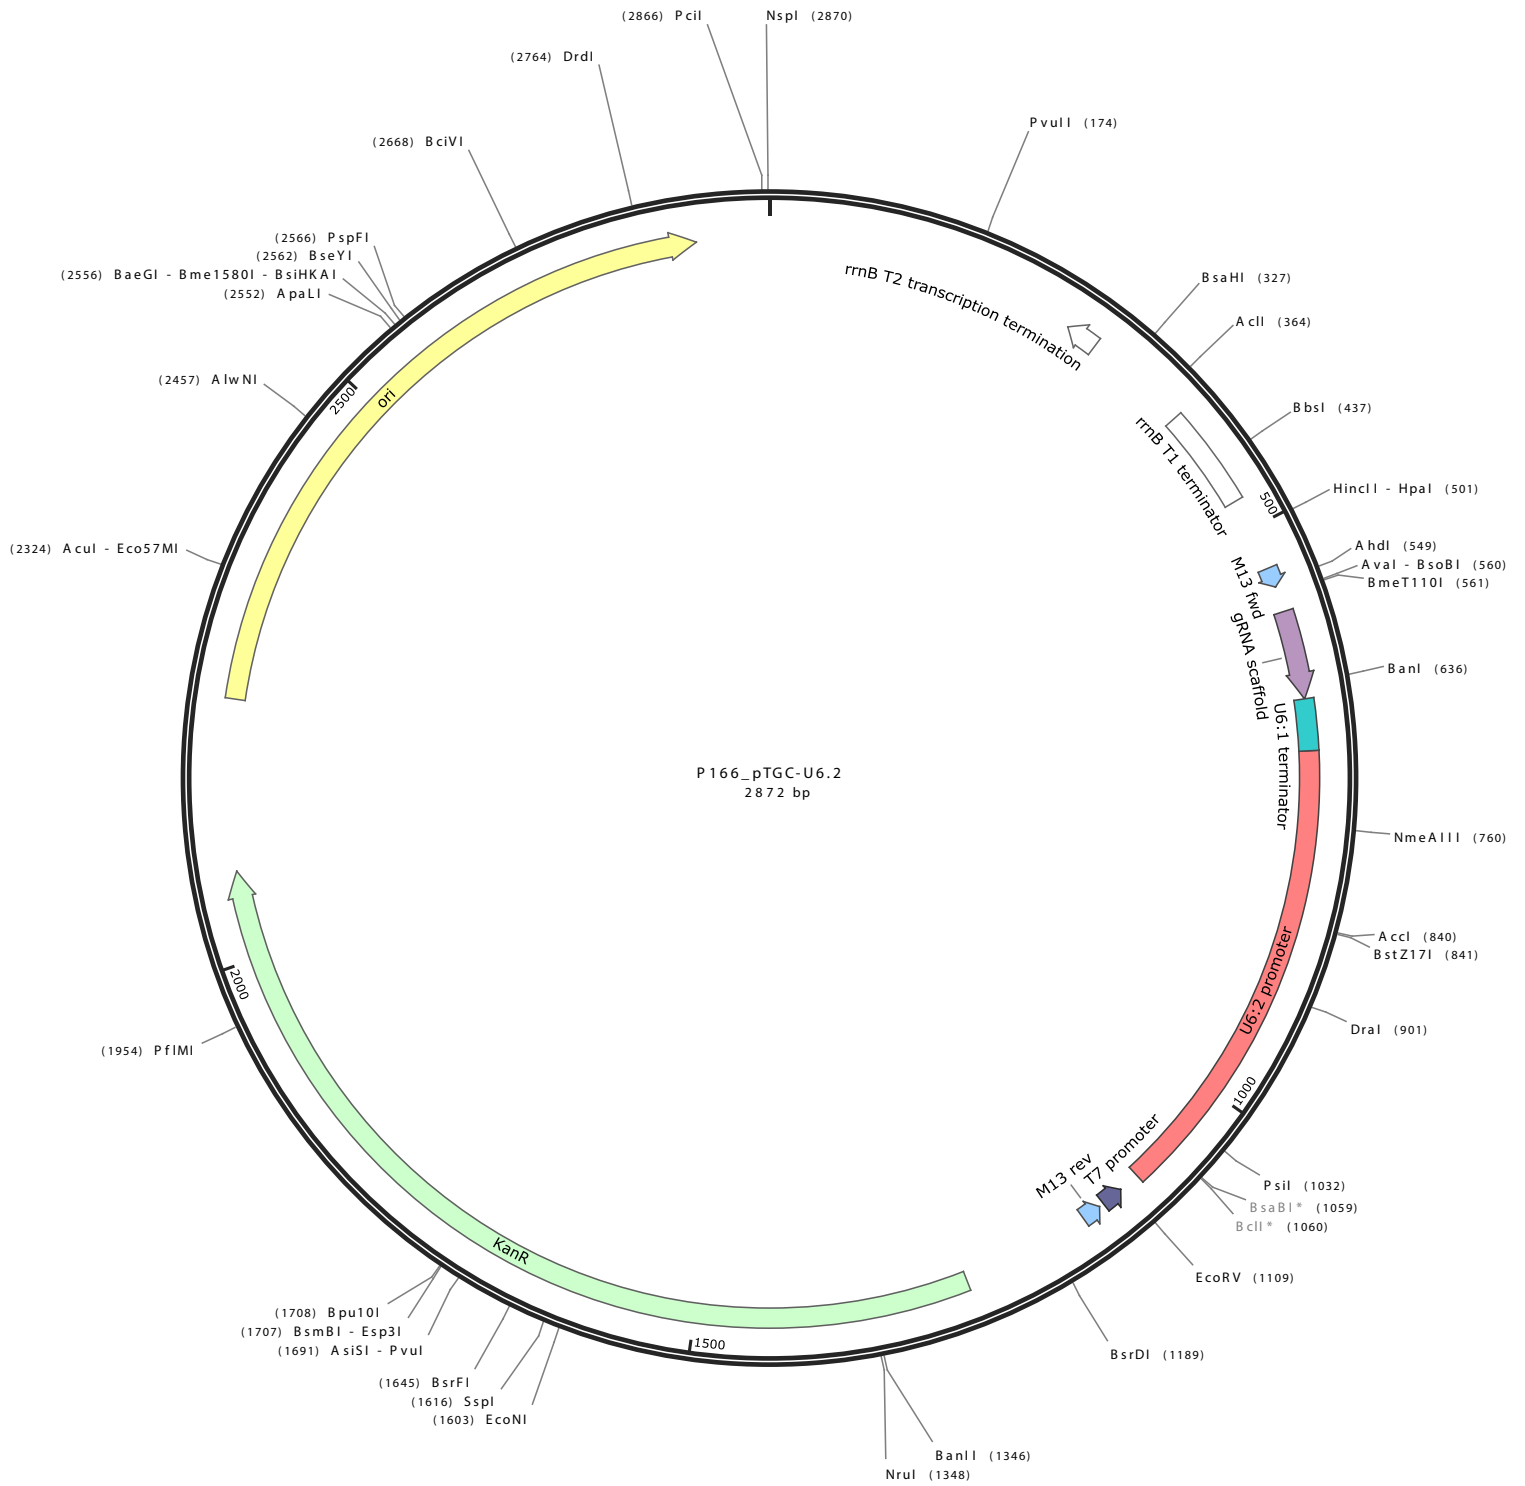 (2866) PciI
NspI (2870)
(2764) DrdI
PvuII (174)
(2668) BciVI
(2566) PspFI
(2562) BseYI
(2556) BaeGI - Bme1580I - BsiHKAI
(2552) ApaLI
BsaHI (327)
AclI (364)
rrnB T2 transcription termination
(2457) AlwNI
2500
ori
BbsI (437)
rrnB T1 terminator
HincII - HpaI (501)
500
AhdI (549)
AvaI - BsoBI (560)
BmeT110I (561)
(2324) AcuI - Eco57MI
M13 fwd
gRNA scaffold
BanI (636)
U6:1 terminator
P166_pTGC-U6.2
2872 bp
NmeAIII (760)
AccI (840)
BstZ17I (841)
U6:2 promoter
2000
DraI (901)
(1954) PflMI
1000
T7 promoter
M13 rev
PsiI (1032)
BsaBI* (1059)
BclI* (1060)
KanR
EcoRV (1109)
(1708) Bpu10I
(1707) BsmBI - Esp3I
(1691) AsiSI - PvuI
1500
BsrDI (1189)
(1645) BsrFI
(1616) SspI
(1603) EcoNI
BanII (1346)
NruI (1348)